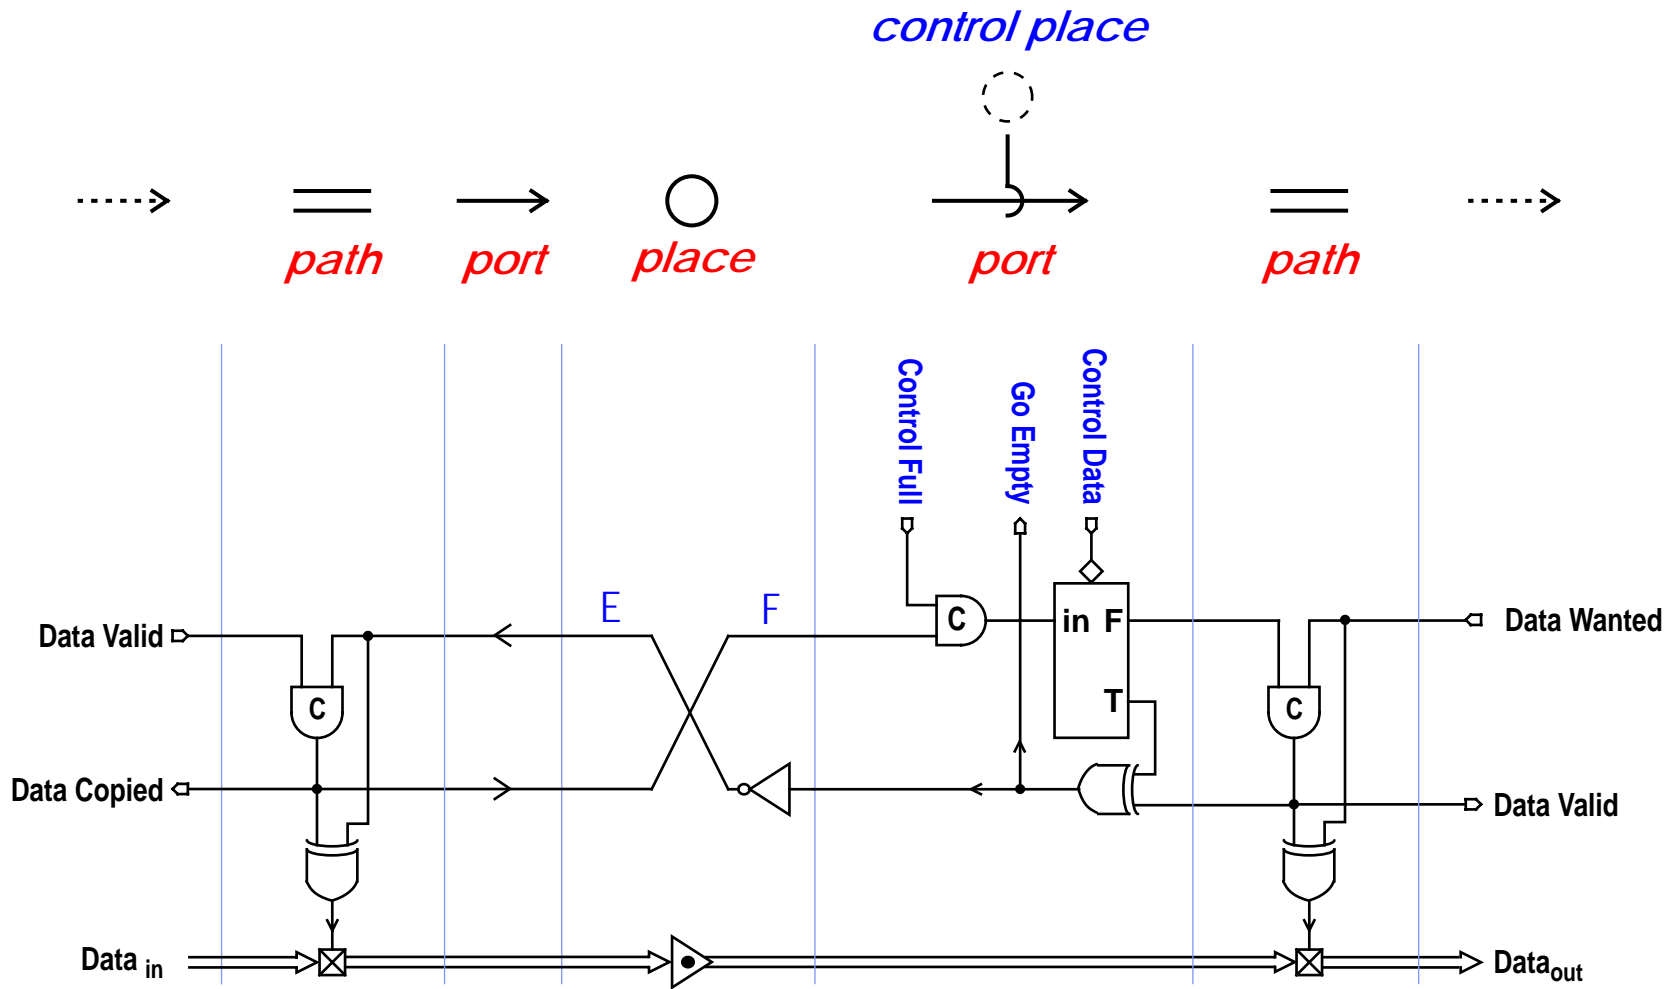 control place
path
port
place
port
path
Control Full
Go Empty
Control Data
E
F
C
in F
T
Data Valid
Data Wanted
C
C
Data Copied
Data Valid
Data in
Dataout